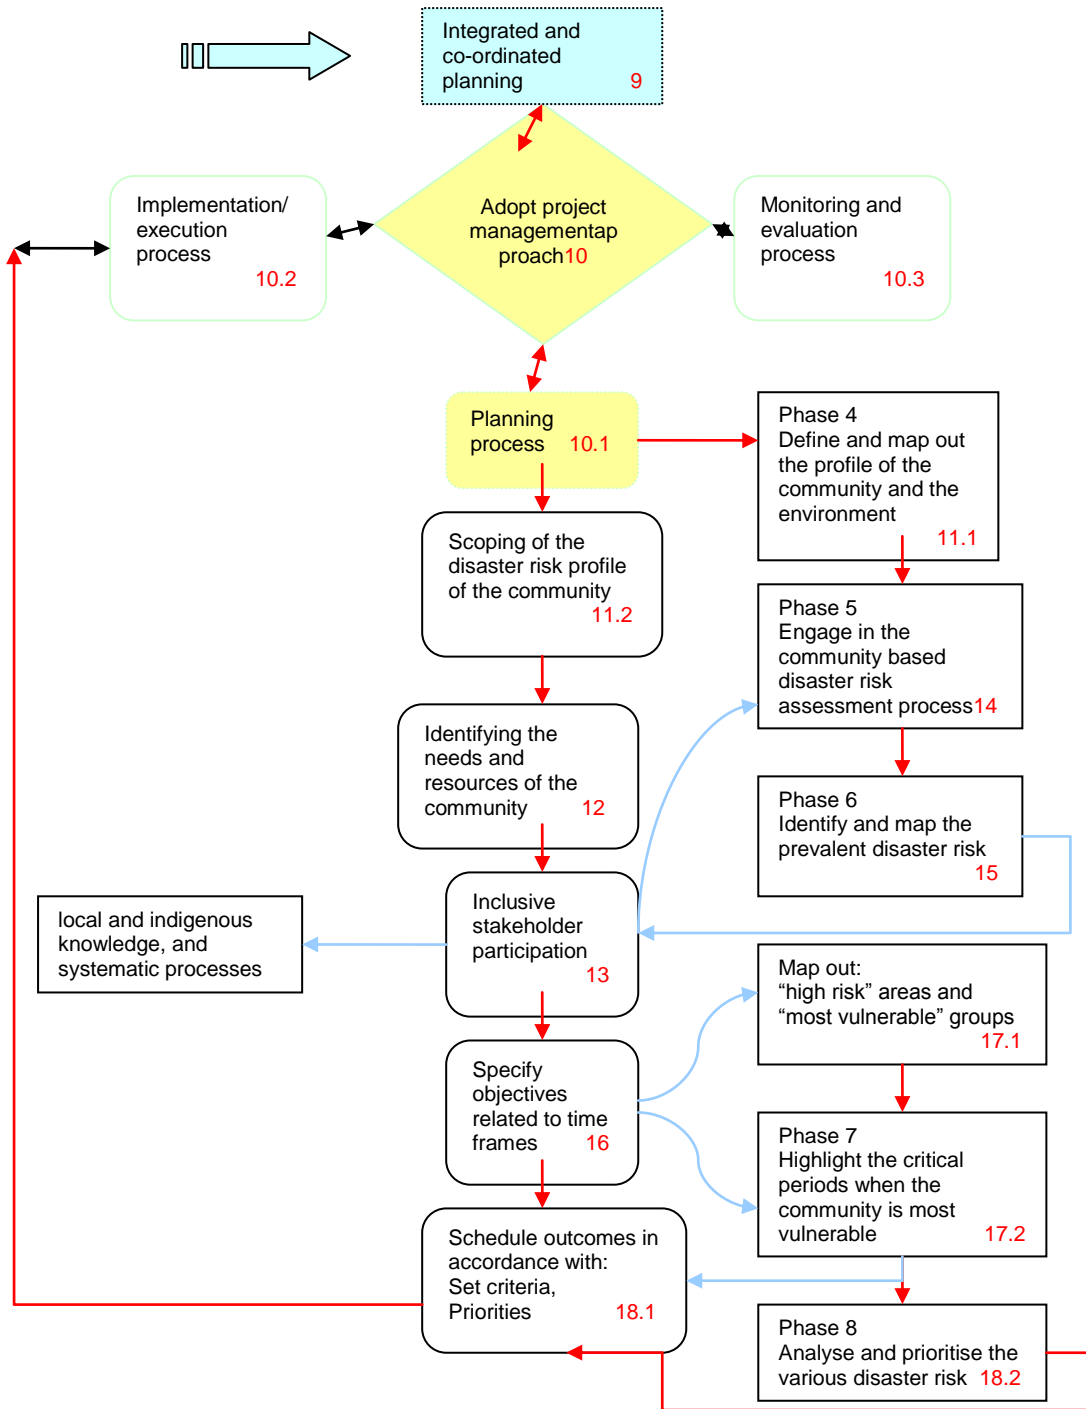 Integrated and
co-ordinated
planning 9
Implementation/
execution
process
10.2
Adopt project
managementap
proach10
Monitoring and
evaluation
process
10.3
Planning
process 10.1
Phase 4
Define and map out
the profile of the
community and the
environment
11.1
Scoping of the
disaster risk profile
of the community
11.2
Phase 5
Engage in the
community based
disaster risk
assessment process14
Identifying the
needs and
resources of the
community 12
Phase 6
Identify and map the
prevalent disaster risk
15
Inclusive
stakeholder
participation
13
local and indigenous
knowledge, and
systematic processes
Map out:
“high risk” areas and
“most vulnerable” groups
17.1
Specify
objectives
related to time
frames 16
Phase 7
Highlight the critical
periods when the
community is most
vulnerable 17.2
Schedule outcomes in
accordance with:
Set criteria,
Priorities 18.1
Phase 8
Analyse and prioritise the
various disaster risk 18.2